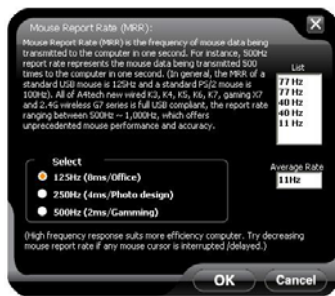 Mouse Report Rate (MRR):
Mouse Report Rate (MRR) is the frequency of mouse data being
transmitted to the computer in one second. For instance, 500Hz
report rate represents the mouse data being transmitted 500
times to the computer in one second. (In general, the MRR of a
standard USB mouse is 125Hz and a standard PS/2 mouse is
100Hz). All of A4tech new wired K3, K4, K5, K6, K7, gaming X7
and 2.4G wireless G7 series is full USB compliant, the report rate
ranging between 500Hz ~ 1,000Hz, which offers
unprecedented mouse performance and accuracy.
List
77 Hz
77 Hz
40 Hz
40 Hz
11 Hz
Select
125Hz (8ms/Office)
250Hz (4ms/Photo design)
500Hz (2ms/Gamming)
Average Rate
11Hz
(High frequency response suits more efficiency computer. Try decreasing
mouse report rate if any mouse cursor is interrupted /delayed.)
OK
Cancel